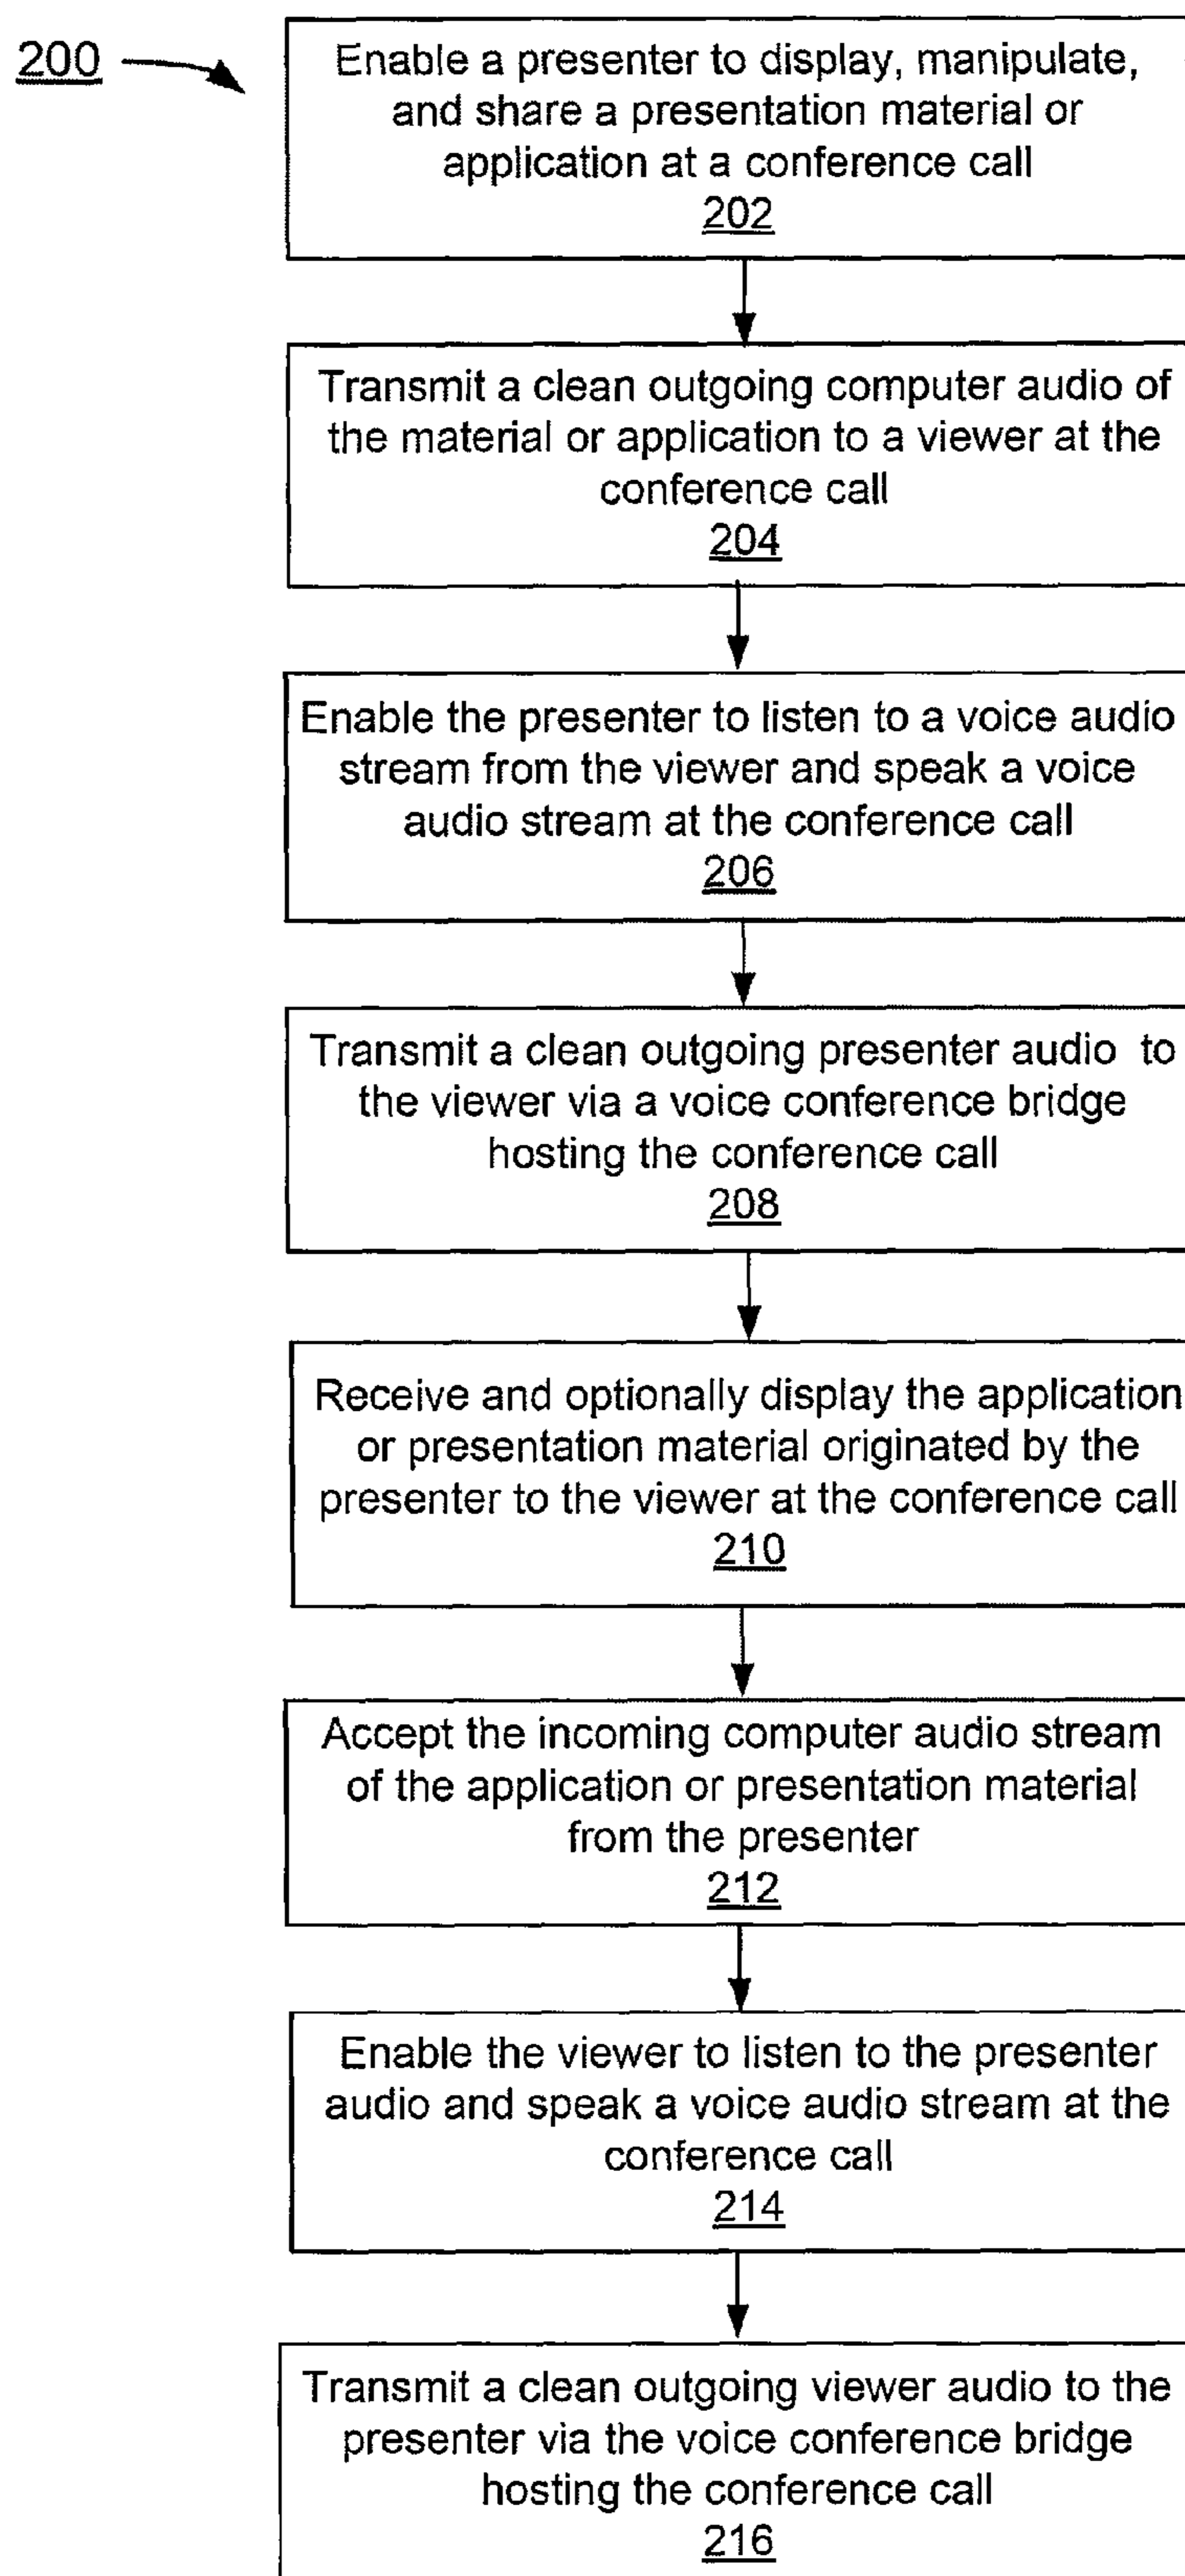 200
Enable a presenter to display, manipulate,
and share a presentation material or
application at a conference call
202
Transmit a clean outgoing computer audio of
the material or application to a viewer at the
conference call
204
Enable the presenter to listen to a voice audio
stream from the viewer and speak a voice
audio stream at the conference call
206
Transmit a clean outgoing presenter audio to
the viewer via a voice conference bridge
hosting the conference call
208
Receive and optionally display the application
or presentation material originated by the
presenter to the viewer at the conference call
210
Accept the incoming computer audio stream
of the application or presentation material
from the presenter
212
Enable the viewer to listen to the presenter
audio and speak a voice audio stream at the
conference call
214
Transmit a clean outgoing viewer audio to the
presenter via the voice conference bridge
hosting the conference call
216